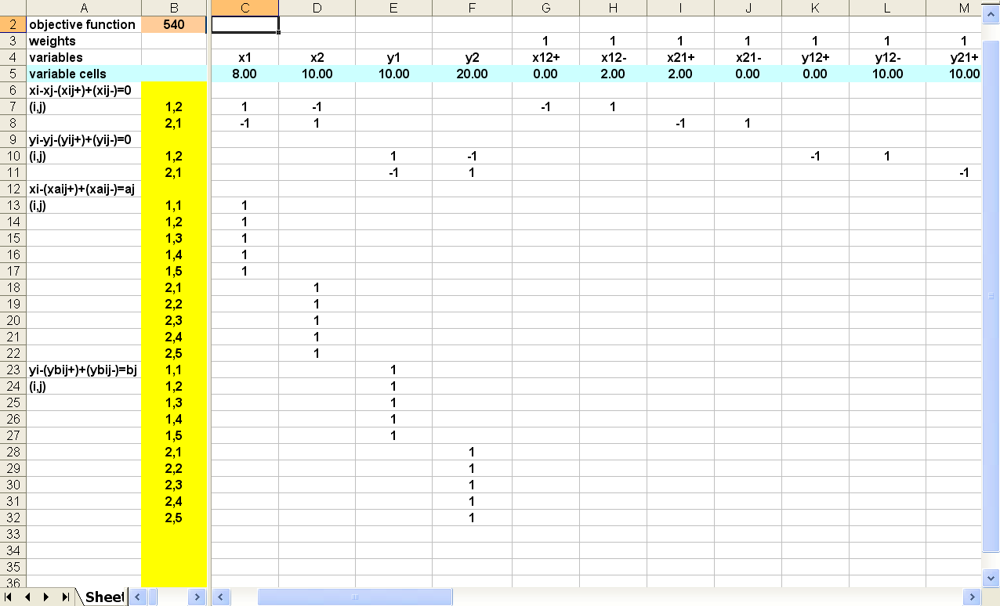 A B C D E F G H I J K L M
2 objective function 540
3 weights 1 1 1 1 1 1 1
4 variables x1 x2 y1 y2 x12+ x12- x21+ x21- y12+ y12- y21+
5 variable cells 8.00 10.00 10.00 20.00 0.00 2.00 2.00 0.00 0.00 10.00 10.00
6 xi-xj-(xij+)+(xij-)=0
7 (i,j) 1,2 1 -1 -1 1
8 2,1 -1 1 -1 1
9 yi-yj-(yij+)+(yij-)=0
10 (i,j) 1,2 1 -1 -1 1
11 2,1 -1 1 -1
12 xi-(xaij+)+(xaij-)=aj
13 (i,j) 1,1 1
14 1,2 1
15 1,3 1
16 1,4 1
17 1,5 1
18 2,1 1
19 2,2 1
20 2,3 1
21 2,4 1
22 2,5 1
23 yi-(ybij+)+(ybij-)=bj 1,1 1
24 (i,j) 1,2 1
25 1,3 1
26 1,4 1
27 1,5 1
28 2,1 1
29 2,2 1
30 2,3 1
31 2,4 1
32 2,5 1
33
34
35
36
Sheet